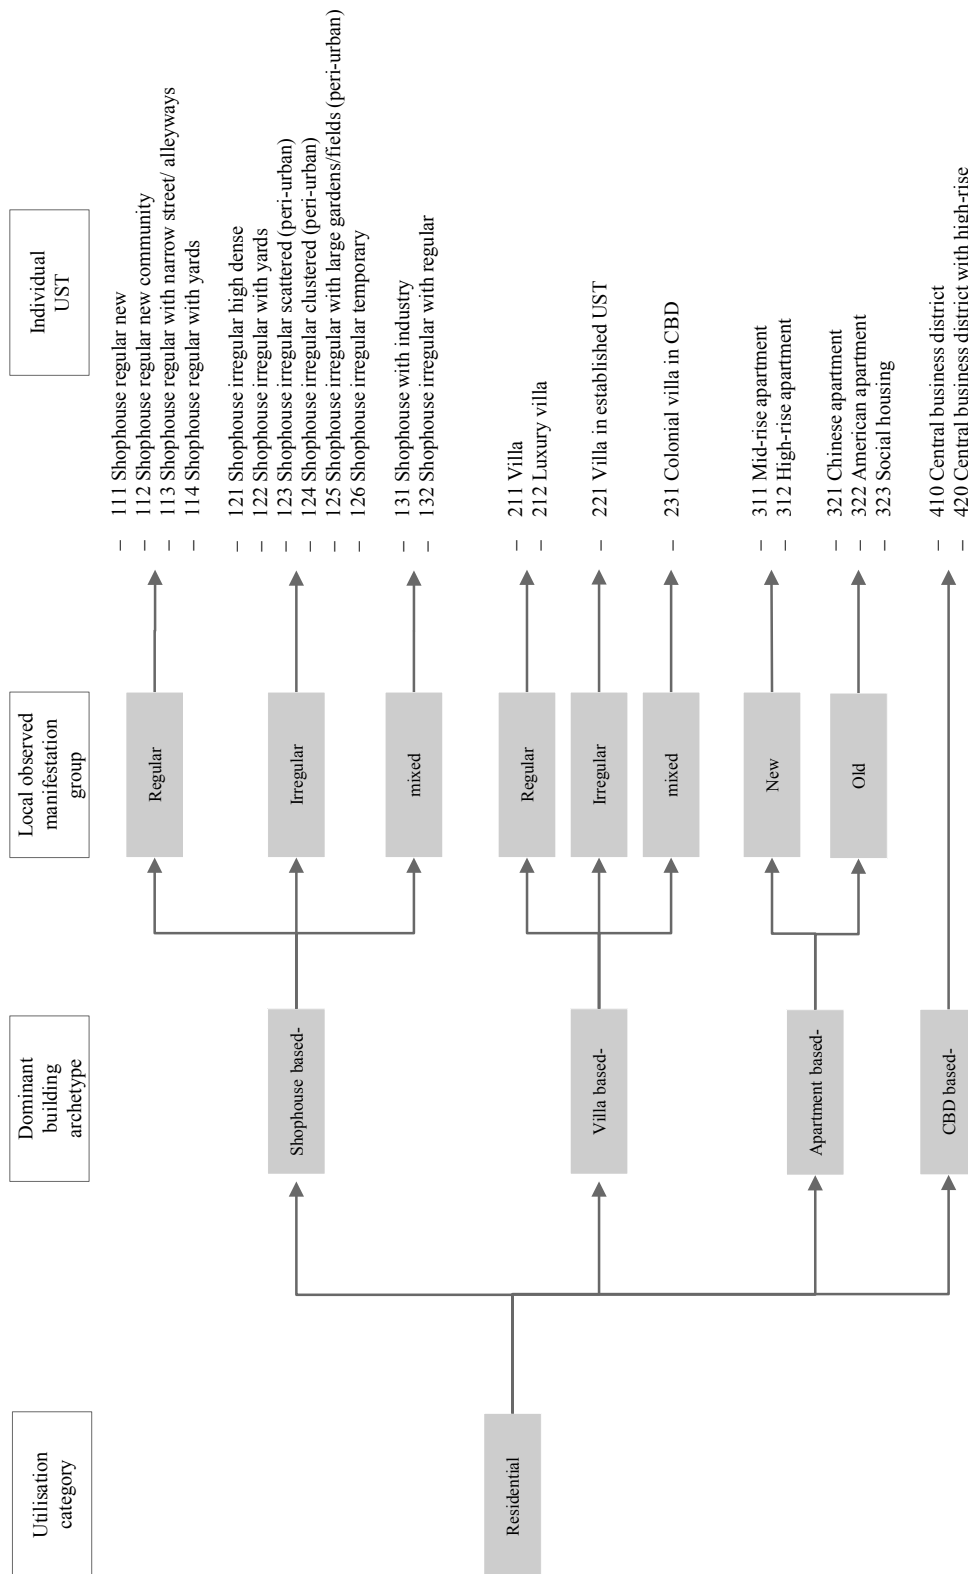 Utilisation
category
Dominant
building
archetype
Local observed
manifestation
group
Individual
UST
Residential
Shophouse based-
Villa based-
Apartment based-
CBD based-
Regular
Irregular
mixed
Regular
Irregular
mixed
New
Old
– 111 Shophouse regular new
– 112 Shophouse regular new community
– 113 Shophouse regular with narrow street/ alleyways
– 114 Shophouse regular with yards
– 121 Shophouse irregular high dense
– 122 Shophouse irregular with yards
– 123 Shophouse irregular scattered (peri-urban)
– 124 Shophouse irregular clustered (peri-urban)
– 125 Shophouse irregular with large gardens/fields (peri-urban)
– 126 Shophouse irregular temporary
– 131 Shophouse with industry
– 132 Shophouse irregular with regular
– 211 Villa
– 212 Luxury villa
– 221 Villa in established UST
– 231 Colonial villa in CBD
– 311 Mid-rise apartment
– 312 High-rise apartment
– 321 Chinese apartment
– 322 American apartment
– 323 Social housing
– 410 Central business district
– 420 Central business district with high-rise